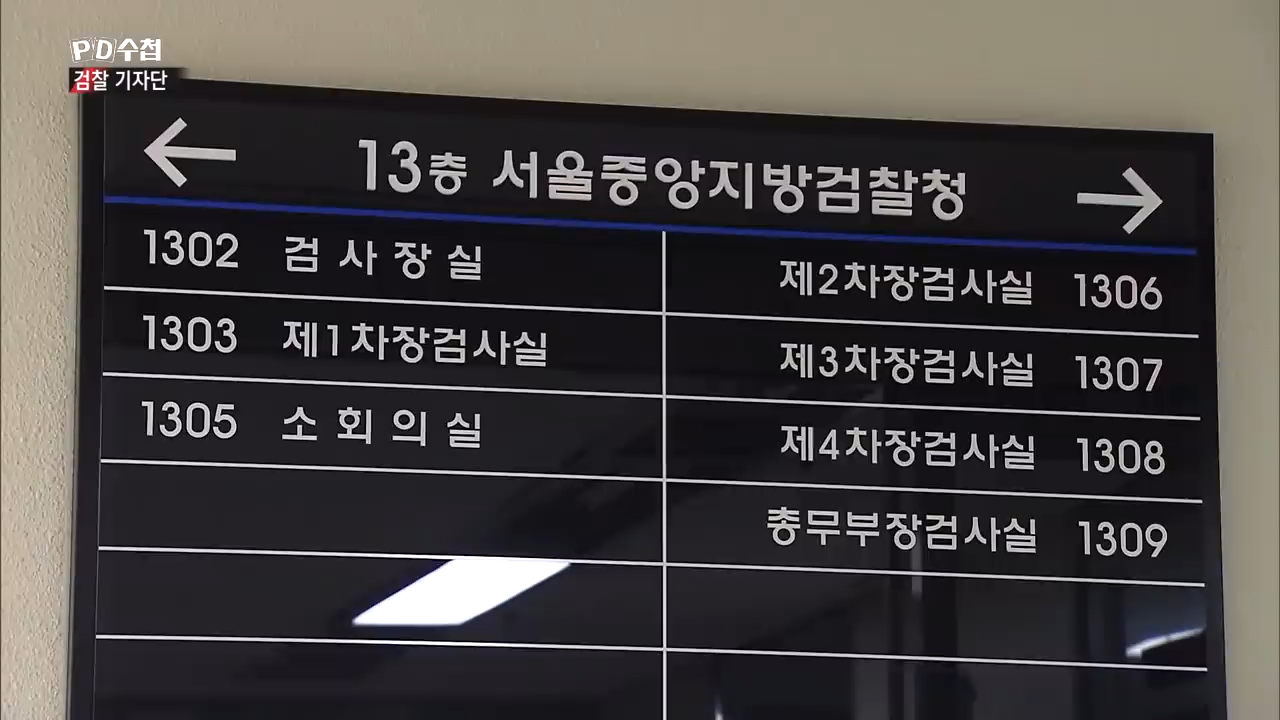 PD수첩
검찰 기자단
← 13층 서울중앙지방검찰청 →
1302 검사장실
제2차장검사실 1306
1303 제1차장검사실
제3차장검사실 1307
1305 소회의실
제4차장검사실 1308
총무부장검사실 1309